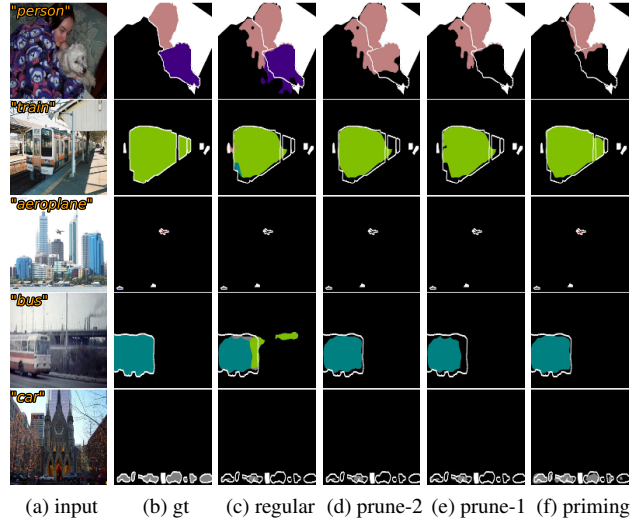 "person"
"train"
"aeroplane"
"bus"
"car"
(a) input (b) gt (c) regular (d) prune-2 (e) prune-1 (f) priming